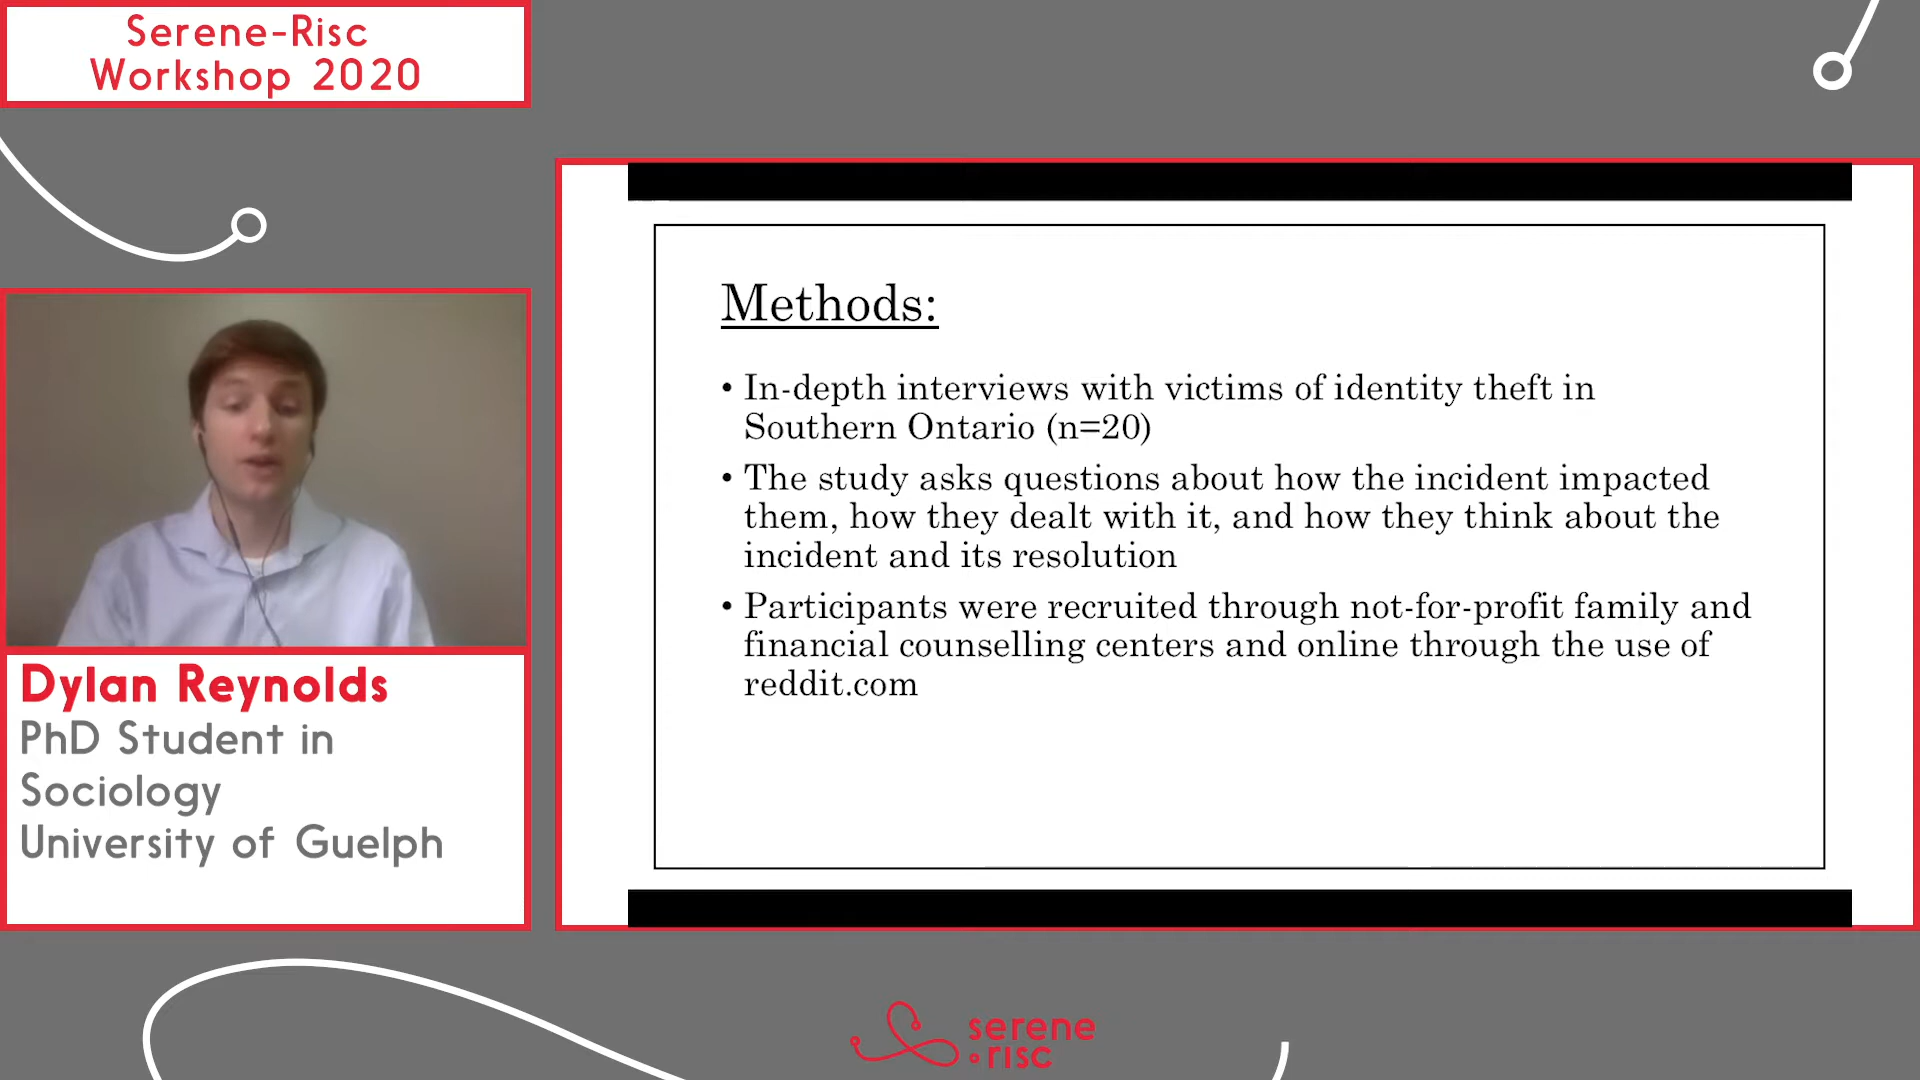 Serene-Risc
Workshop 2020
Methods:
• In-depth interviews with victims of identity theft in
Southern Ontario (n=20)
• The study asks questions about how the incident impacted
them, how they dealt with it, and how they think about the
incident and its resolution
• Participants were recruited through not-for-profit family and
financial counselling centers and online through the use of
reddit.com
Dylan Reynolds
PhD Student in
Sociology
University of Guelph
serene
risc